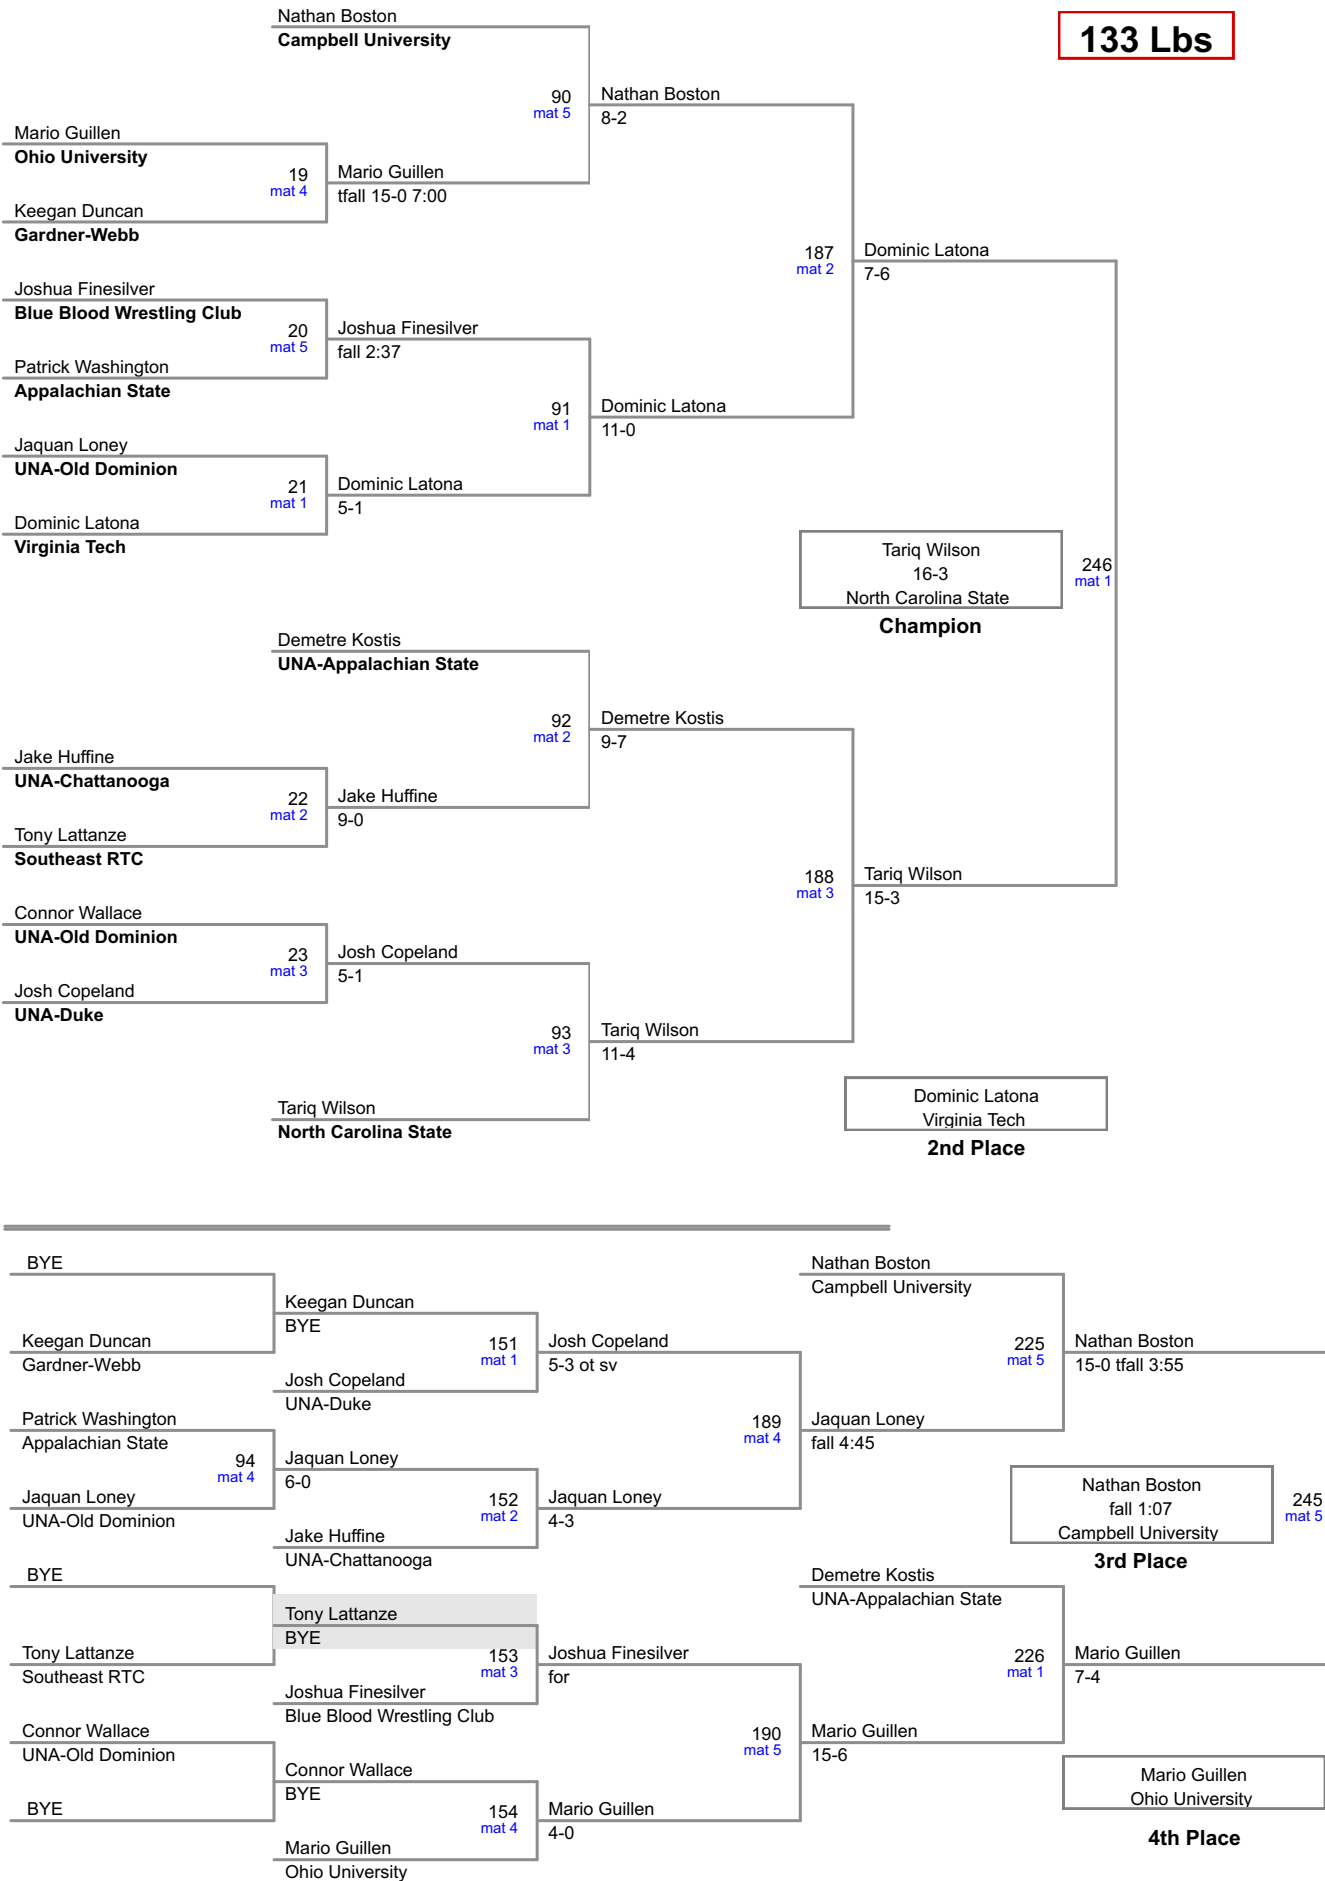 Nathan Boston
Campbell University
133 Lbs
90
mat 5
Nathan Boston
8-2
Mario Guillen
Ohio University
19
mat 4
Mario Guillen
tfall 15-0 7:00
Keegan Duncan
Gardner-Webb
187
mat 2
Dominic Latona
7-6
Joshua Finesilver
Blue Blood Wrestling Club
20
mat 5
Joshua Finesilver
fall 2:37
Patrick Washington
Appalachian State
91
mat 1
Dominic Latona
11-0
Jaquan Loney
UNA-Old Dominion
21
mat 1
Dominic Latona
5-1
Dominic Latona
Virginia Tech
Tariq Wilson
16-3
North Carolina State
Champion
246
mat 1
Demetre Kostis
UNA-Appalachian State
92
mat 2
Demetre Kostis
9-7
Jake Huffine
UNA-Chattanooga
22
mat 2
Jake Huffine
9-0
Tony Lattanze
Southeast RTC
188
mat 3
Tariq Wilson
15-3
Connor Wallace
UNA-Old Dominion
23
mat 3
Josh Copeland
5-1
Josh Copeland
UNA-Duke
93
mat 3
Tariq Wilson
11-4
Tariq Wilson
North Carolina State
Dominic Latona
Virginia Tech
2nd Place
BYE
Keegan Duncan
BYE
Keegan Duncan
Gardner-Webb
151
mat 1
Josh Copeland
5-3 ot sv
Josh Copeland
UNA-Duke
Nathan Boston
Campbell University
225
mat 5
Nathan Boston
15-0 tfall 3:55
Patrick Washington
Appalachian State
94
mat 4
Jaquan Loney
6-0
Jaquan Loney
UNA-Old Dominion
189
mat 4
Jaquan Loney
fall 4:45
152
mat 2
Jaquan Loney
4-3
Jake Huffine
UNA-Chattanooga
Nathan Boston
fall 1:07
Campbell University
3rd Place
245
mat 5
BYE
Tony Lattanze
BYE
Tony Lattanze
Southeast RTC
153
mat 3
Joshua Finesilver
for
Joshua Finesilver
Blue Blood Wrestling Club
Demetre Kostis
UNA-Appalachian State
226
mat 1
Mario Guillen
7-4
Connor Wallace
UNA-Old Dominion
190
mat 5
Mario Guillen
15-6
Connor Wallace
BYE
BYE
154
mat 4
Mario Guillen
4-0
Mario Guillen
Ohio University
Mario Guillen
Ohio University
4th Place